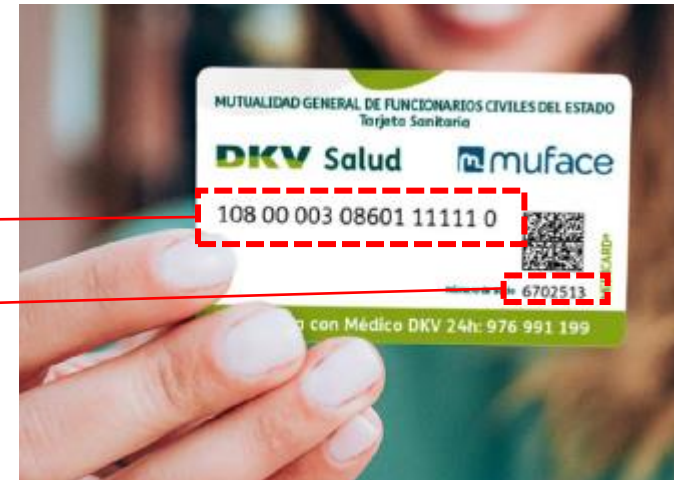 MUTUALIDAD GENERAL DE FUNCIONARIOS CIVILES DEL ESTADO
Tarjeta Sanitaria
DKV Salud muface
108 00 003 08601 11111 0
6702513
con Médico DKV 24h: 976 991 199